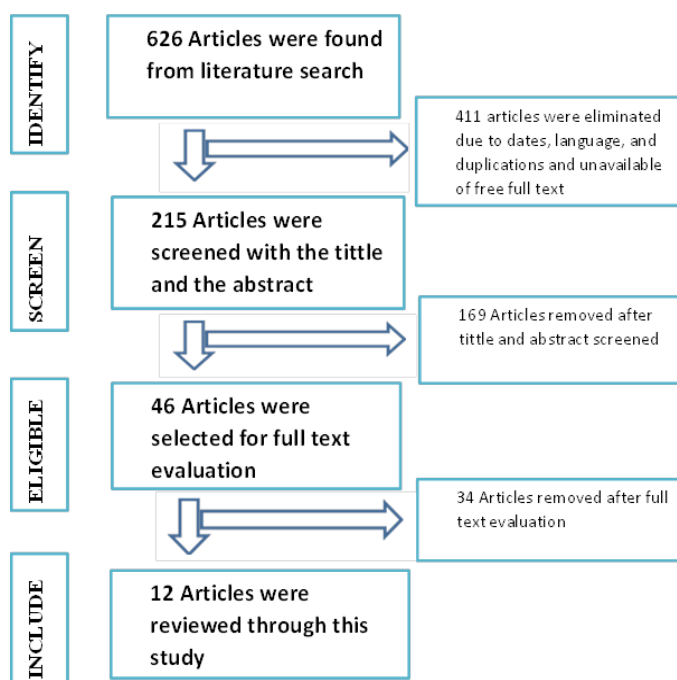 IDENTIFY
626 Articles were found
from literature search
411 articles were eliminated
due to dates, language, and
duplications and unavailable
of free full text
SCREEN
215 Articles were
screened with the tittle
and the abstract
169 Articles removed after
tittle and abstract screened
ELIGIBLE
46 Articles were
selected for full text
evaluation
34 Articles removed after full
text evaluation
INCLUDE
12 Articles were
reviewed through this
study